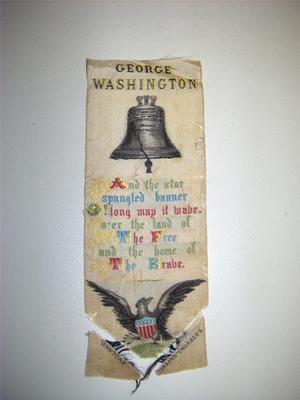 GEORGE
WASHINGTON
And the star
spangled banner
O! long may it wave,
o'er the land of
The Free
and the home of
The Brave.